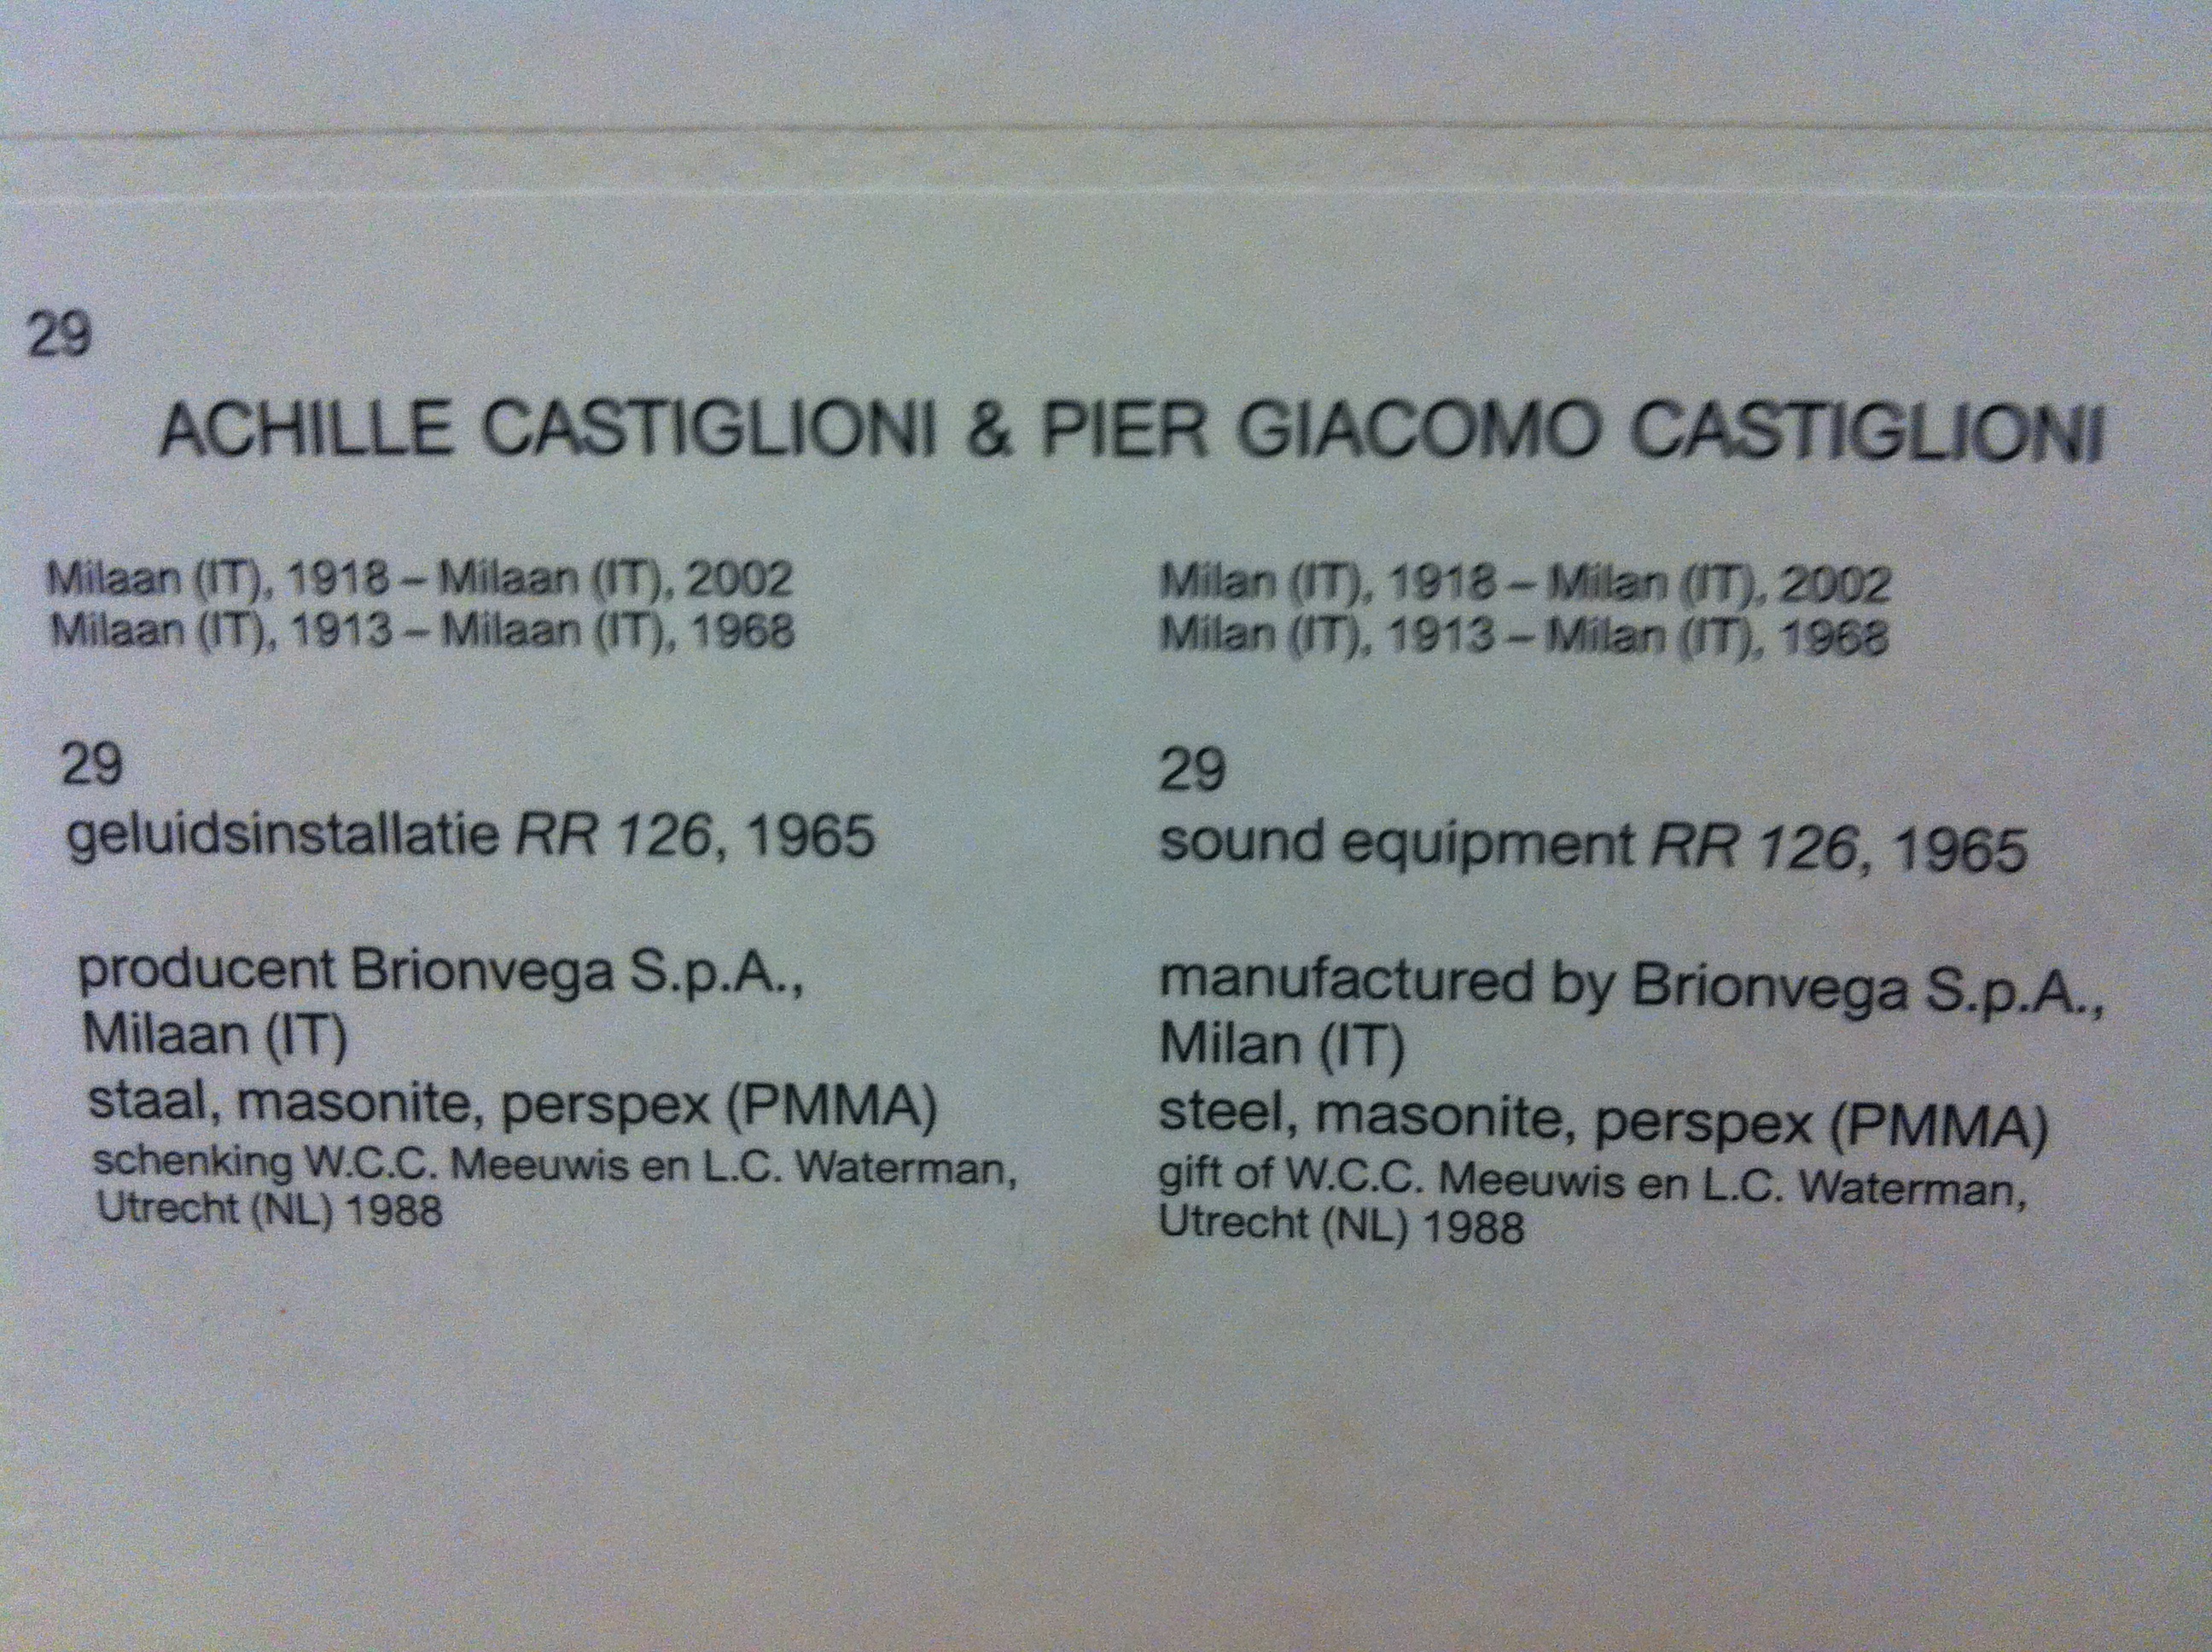 29
ACHILLE CASTIGLIONI & PIER GIACOMO CASTIGLIONI
Milaan (IT), 1918 – Milaan (IT), 2002
Milaan (IT), 1913 – Milaan (IT), 1968
29
geluidsinstallatie RR 126, 1965
producent Brionvega S.p.A.,
Milaan (IT)
staal, masonite, perspex (PMMA)
schenking W.C.C. Meeuwis en L.C. Waterman,
Utrecht (NL) 1988
Milan (IT), 1918 – Milan (IT), 2002
Milan (IT), 1913 – Milan (IT), 1968
29
sound equipment RR 126, 1965
manufactured by Brionvega S.p.A.,
Milan (IT)
steel, masonite, perspex (PMMA)
gift of W.C.C. Meeuwis en L.C. Waterman,
Utrecht (NL) 1988